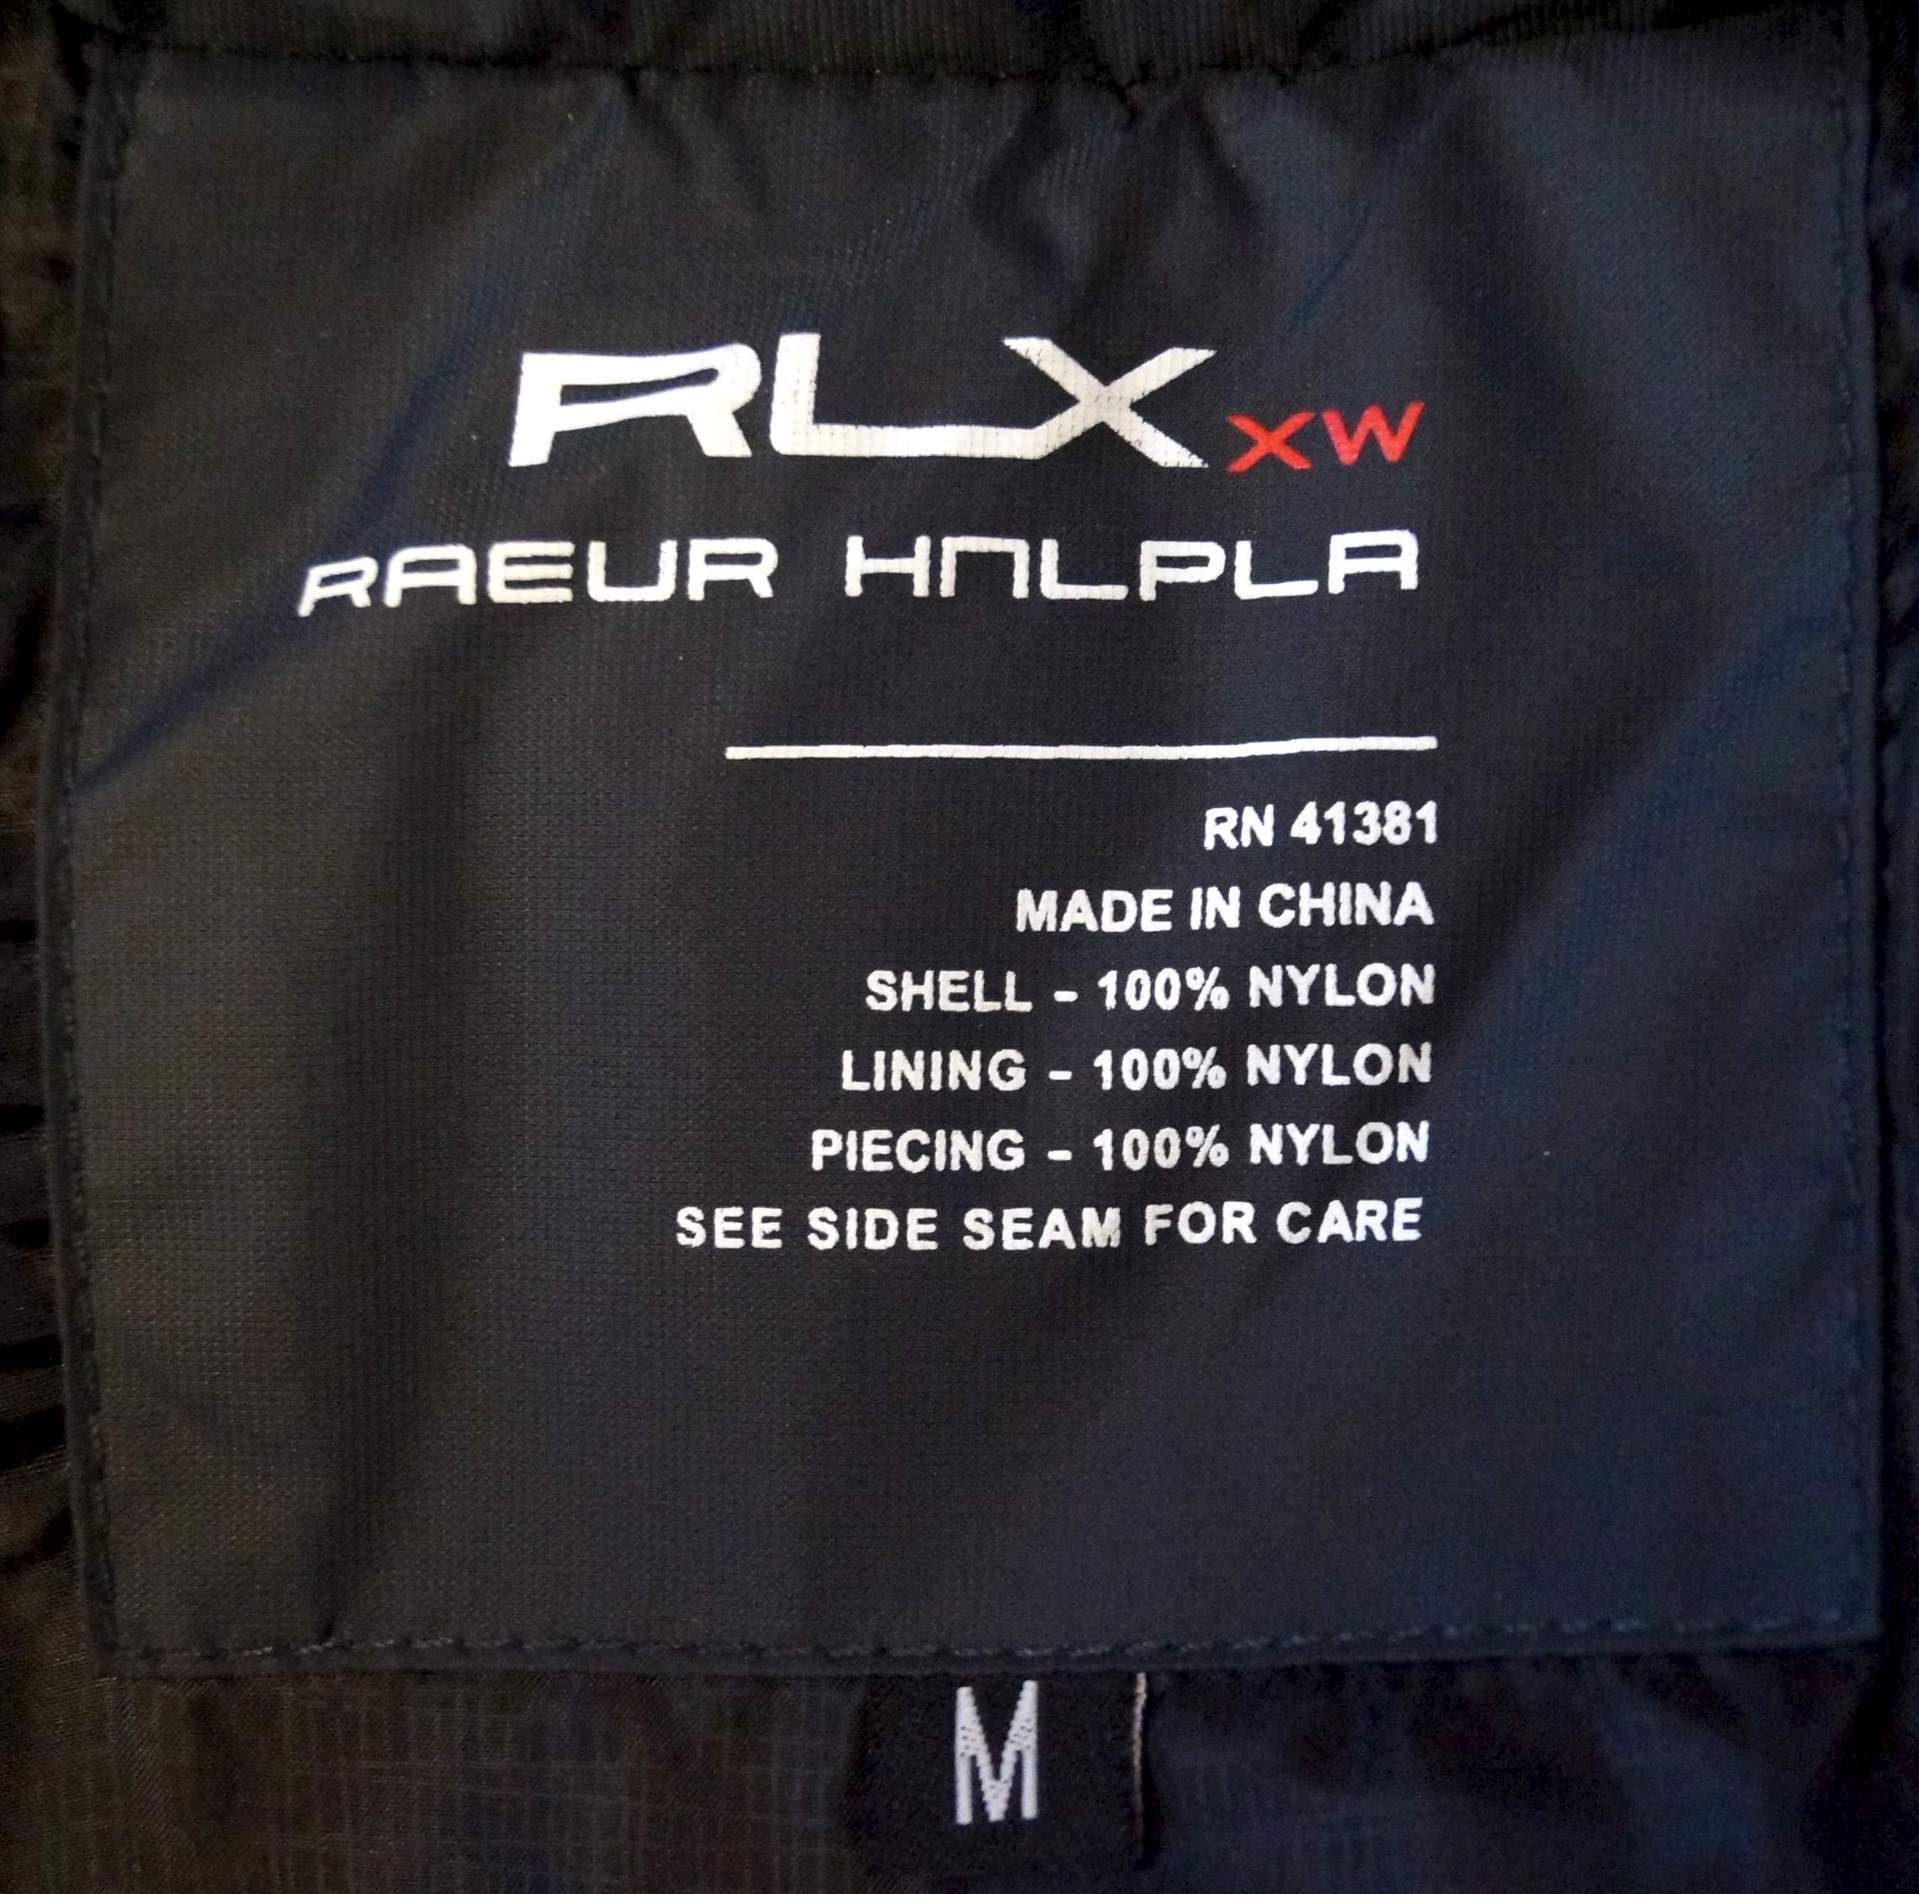 RLX XW
RAEUR HNLPLA
RN 41381
MADE IN CHINA
SHELL - 100% NYLON
LINING - 100% NYLON
PIECING - 100% NYLON
SEE SIDE SEAM FOR CARE
M